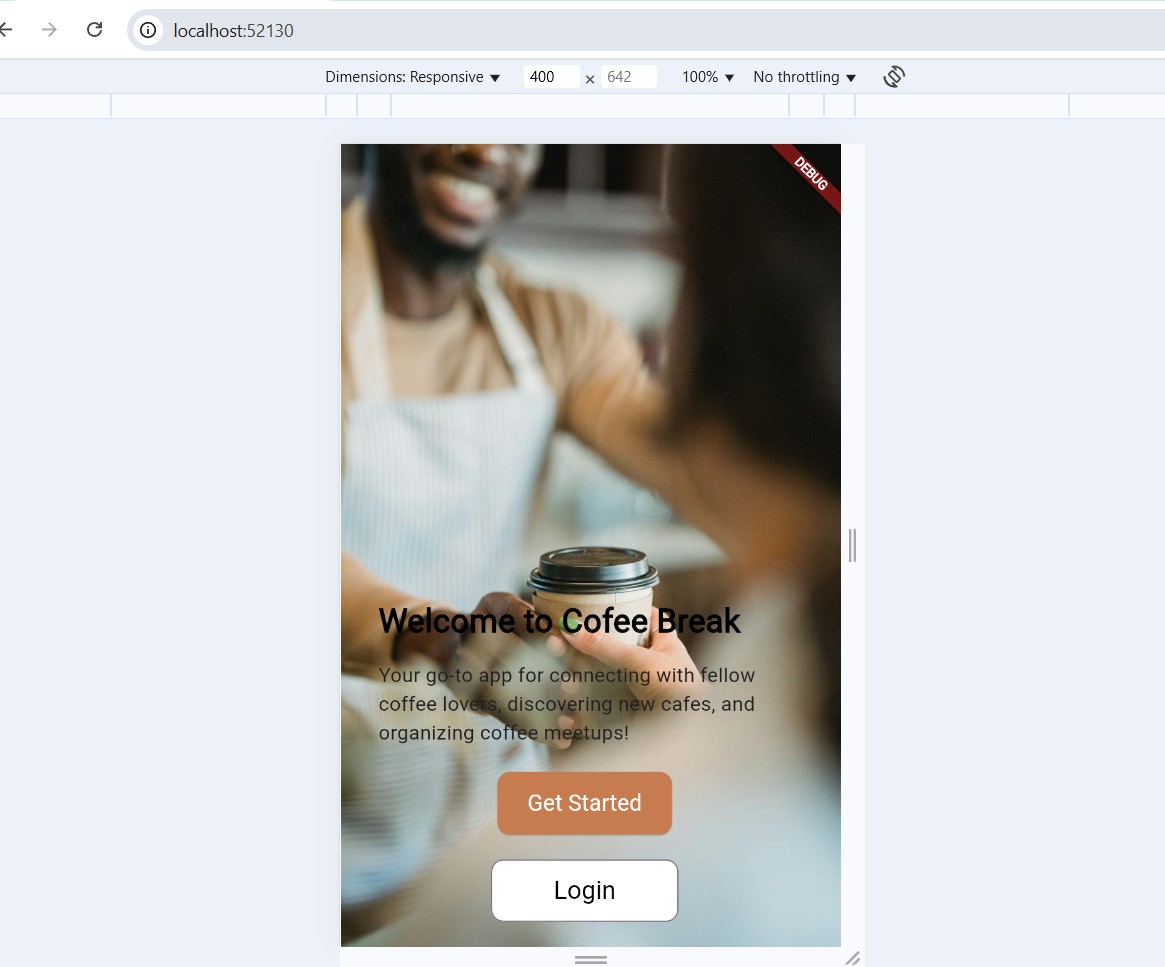 localhost:52130
Dimensions: Responsive 400 × 642 100% No throttling
DEBUG
Welcome to Cofee Break
Your go-to app for connecting with fellow
coffee lovers, discovering new cafes, and
organizing coffee meetups!
Get Started
Login